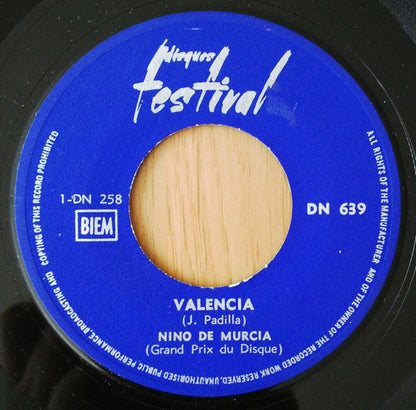 disques
festival
1-DN 258
BIEM
DN 639
VALENCIA
(J. Padilla)
NINO DE MURCIA
(Grand Prix du Disque)
ALL RIGHTS OF THE MANUFACTURER AND OF THE OWNER OF THE RECORDED WORK RESERVED. UNAUTHORISED PUBLIC PERFORMANCE BROADCASTING AND COPYING OF THIS RECORD PROHIBITED